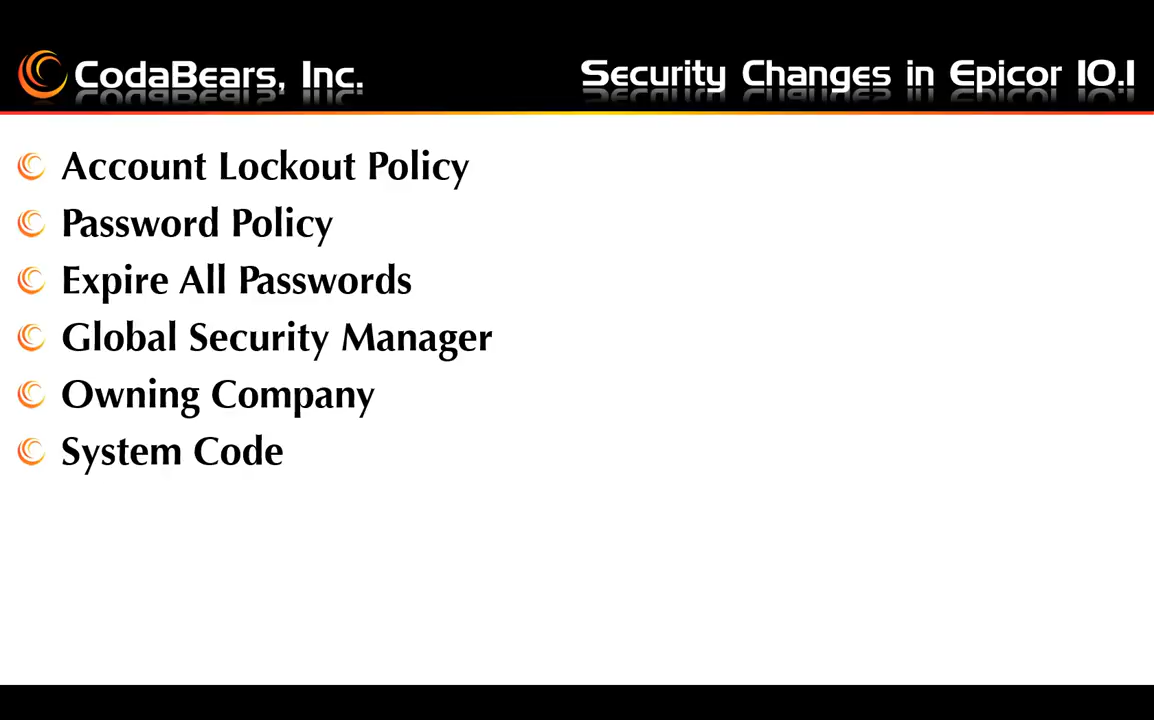 CodaBears, Inc.
Security Changes in Epicor 10.1
Account Lockout Policy
Password Policy
Expire All Passwords
Global Security Manager
Owning Company
System Code